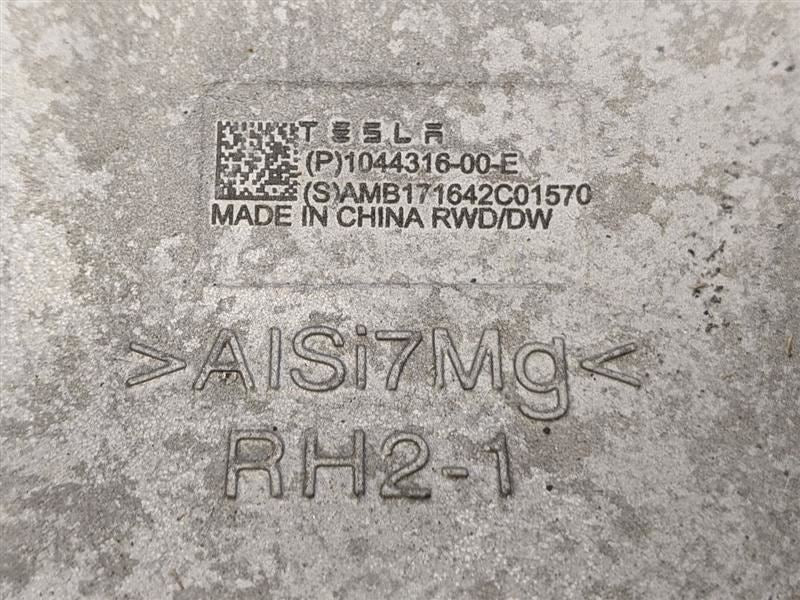 TESLA
(P)1044316-00-E
(S)AMB171642C01570
MADE IN CHINA RWD/DW
>AlSi7Mg<
RH2-1